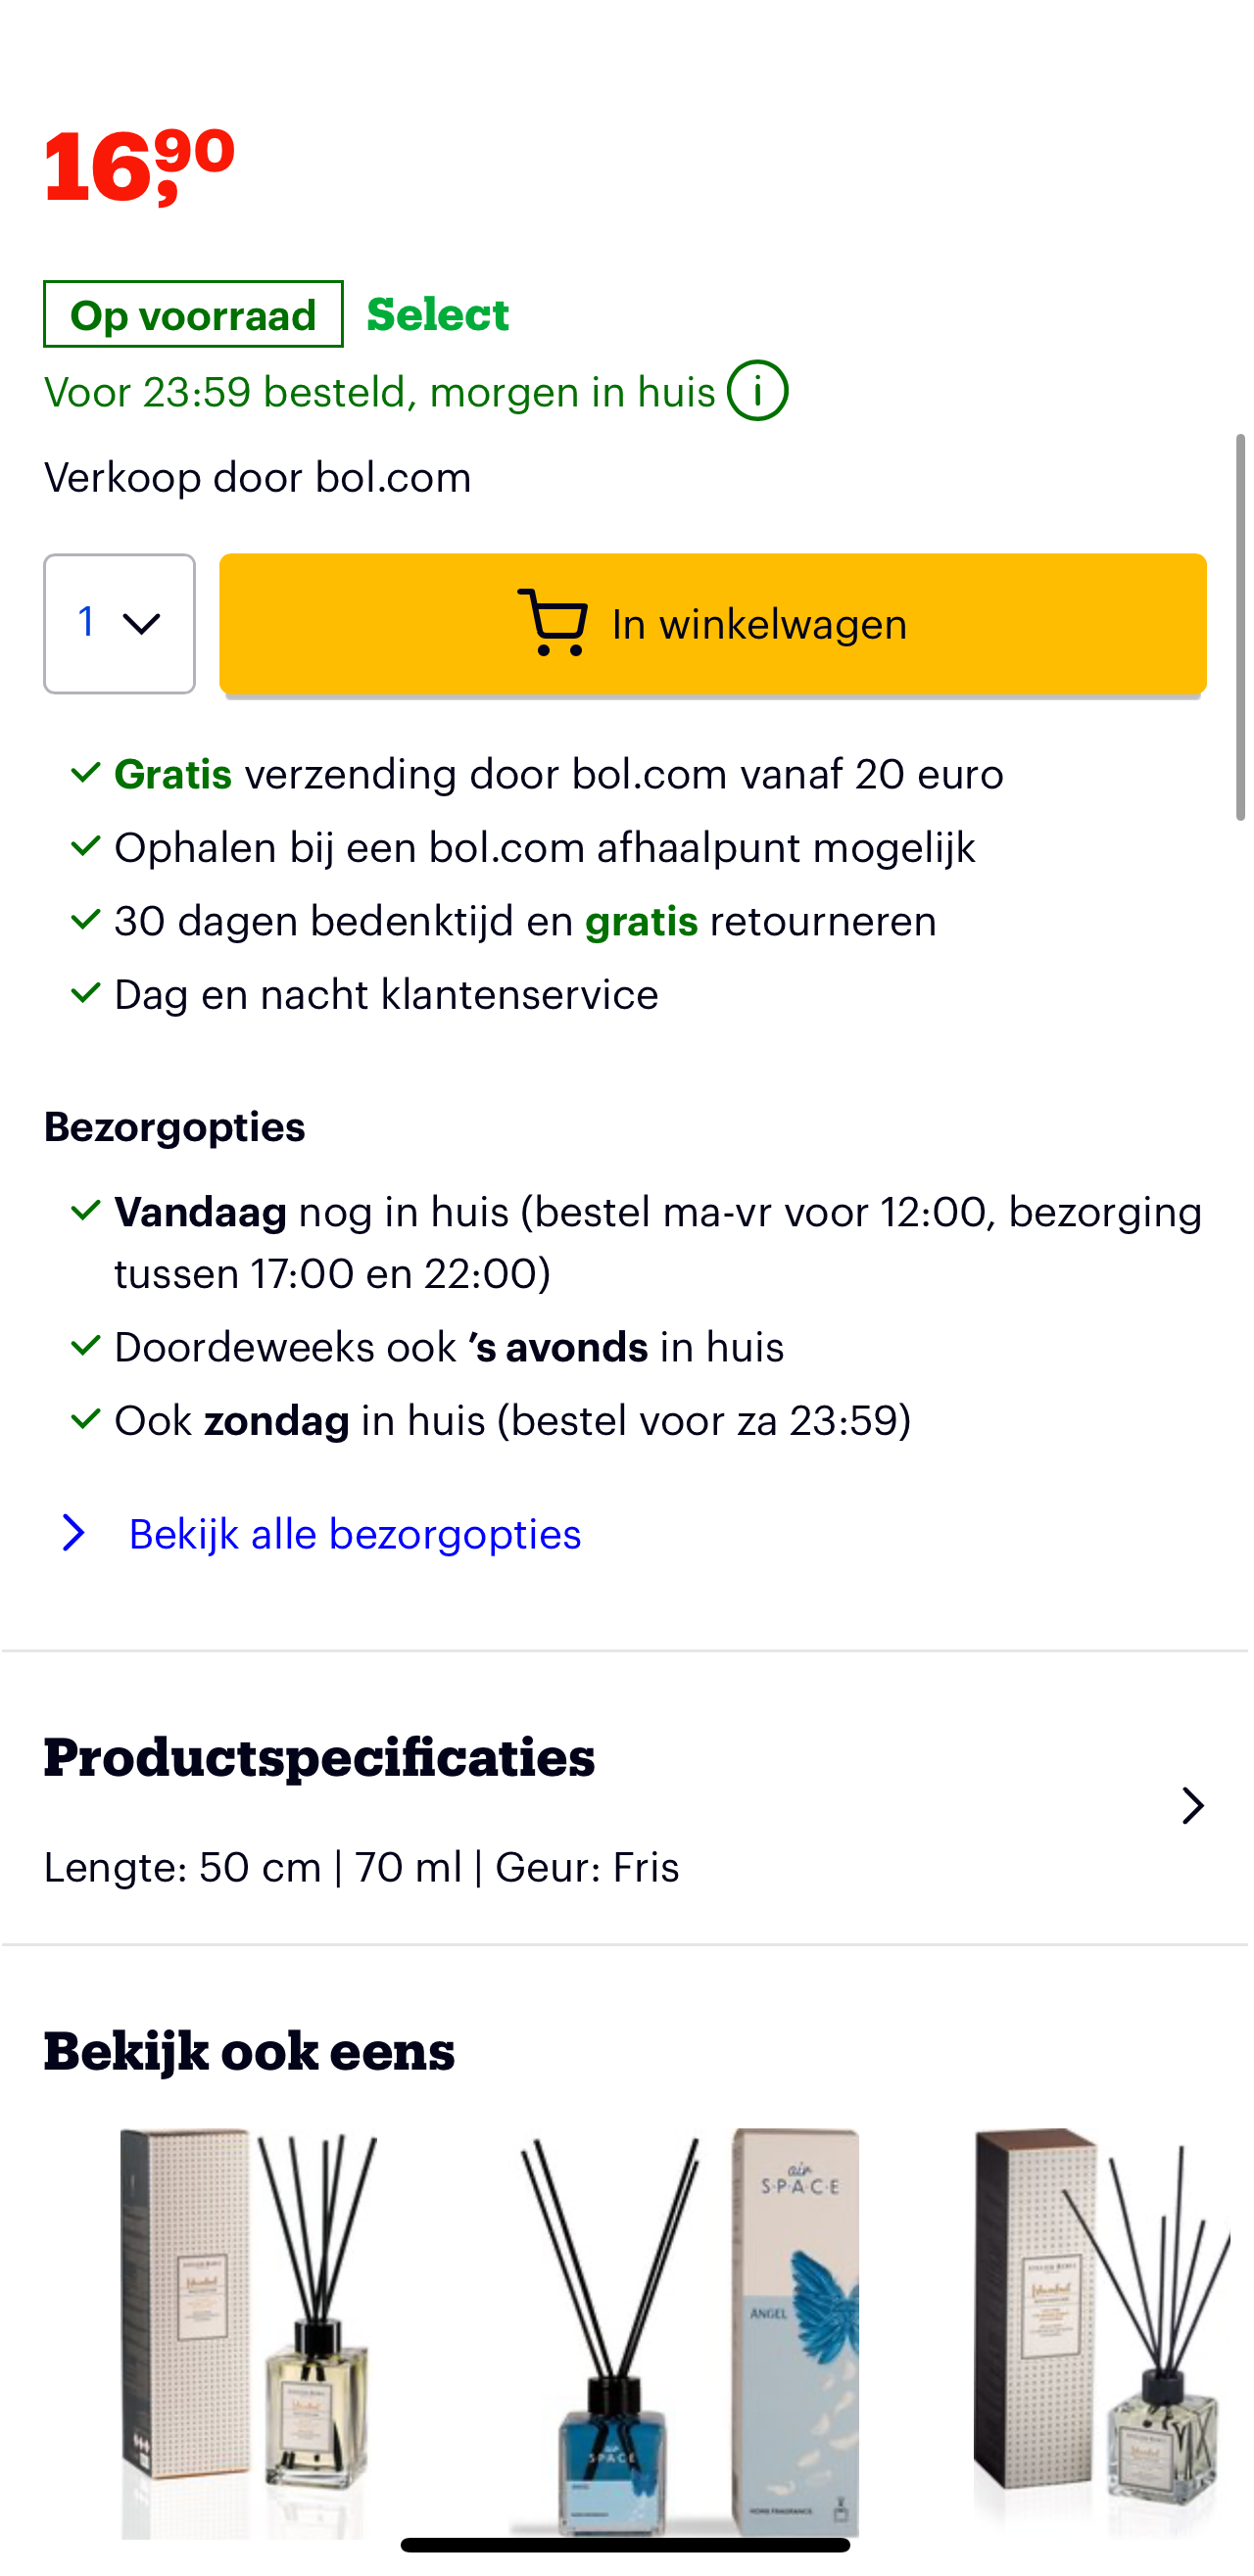 16,90
Op voorraad Select
Voor 23:59 besteld, morgen in huis i
Verkoop door bol.com
1 In winkelwagen
Gratis verzending door bol.com vanaf 20 euro
Ophalen bij een bol.com afhaalpunt mogelijk
30 dagen bedenktijd en gratis retourneren
Dag en nacht klantenservice
Bezorgopties
Vandaag nog in huis (bestel ma-vr voor 12:00, bezorging
tussen 17:00 en 22:00)
Doordeweeks ook ’s avonds in huis
Ook zondag in huis (bestel voor za 23:59)
Bekijk alle bezorgopties
Productspecificaties
Lengte: 50 cm | 70 ml | Geur: Fris
Bekijk ook eens
air
S·P·A·C·E
ANGEL
air
SPACE
HOME FRAGRANCE